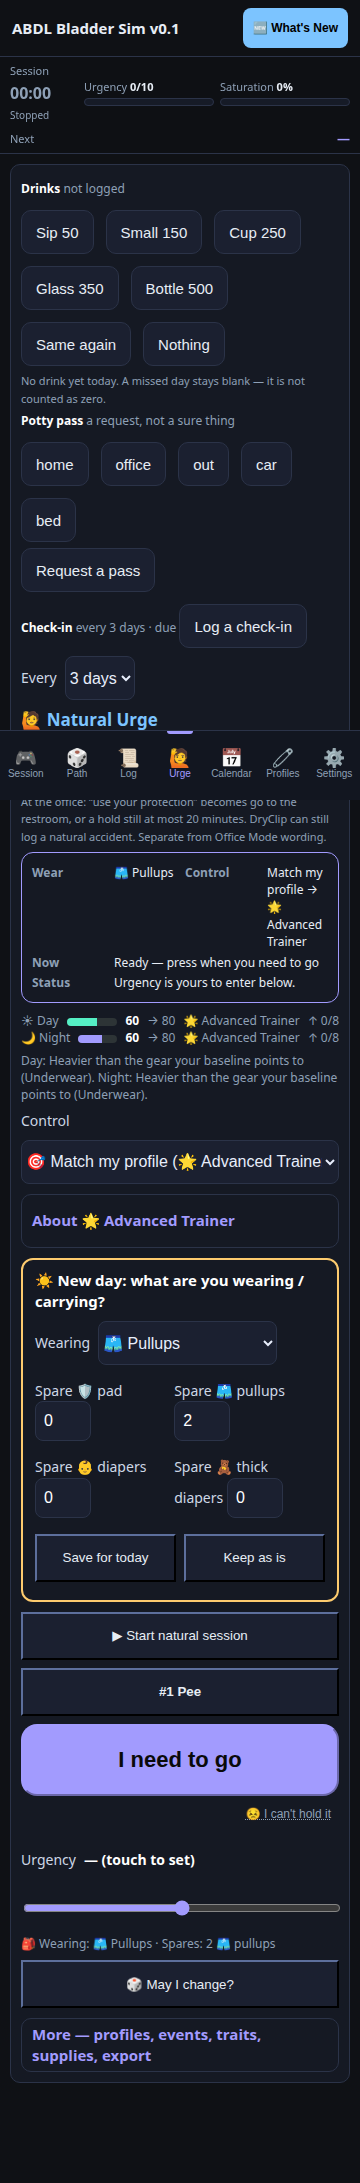 ABDL Bladder Sim v0.1
🆕 What's New
Session
00:00
Stopped
Urgency 0/10
Saturation 0%
Next
—
Drinks not logged
Sip 50
Small 150
Cup 250
Glass 350
Bottle 500
Same again
Nothing
No drink yet today. A missed day stays blank — it is not
counted as zero.
Potty pass a request, not a sure thing
home
office
out
car
bed
Request a pass
Check-in every 3 days · due
Log a check-in
Every
3 days
🙋 Natural Urge
🎮 Session
🎲 Path
📜 Log
🙋 Urge
📅 Calendar
🧷 Profiles
⚙️ Settings
At the office: "use your protection" becomes go to the
restroom, or a hold still at most 20 minutes. DryClip can still
log a natural accident. Separate from Office Mode wording.
Wear
🩳 Pullups
Control
Match my
profile →
🌟
Advanced
Trainer
Now
Ready — press when you need to go
Status
Urgency is yours to enter below.
☀️ Day 60 → 80 🌟 Advanced Trainer ↑ 0/8
🌙 Night 60 → 80 🌟 Advanced Trainer ↑ 0/8
Day: Heavier than the gear your baseline points to
(Underwear). Night: Heavier than the gear your baseline
points to (Underwear).
Control
🎯 Match my profile (🌟 Advanced Traine
About 🌟 Advanced Trainer
☀️ New day: what are you wearing /
carrying?
Wearing
🩳 Pullups
Spare 🛡️ pad
0
Spare 🩳 pullups
2
Spare 👶 diapers
0
Spare 🧸 thick
diapers 0
Save for today
Keep as is
▶ Start natural session
#1 Pee
I need to go
😣 I can't hold it
Urgency — (touch to set)
🎒 Wearing: 🩳 Pullups · Spares: 2 🩳 pullups
🎲 May I change?
More — profiles, events, traits,
supplies, export